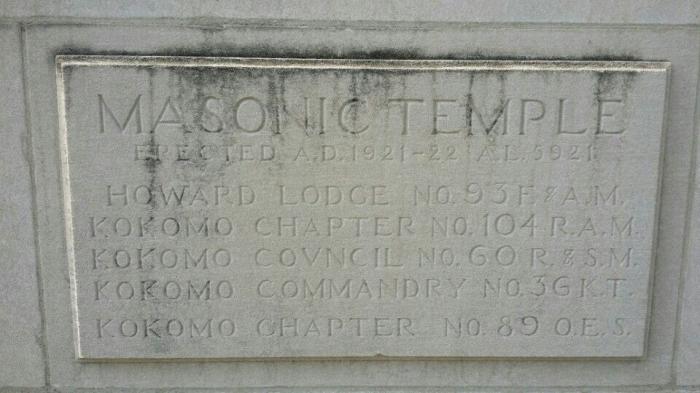 MASONIC TEMPLE
ERECTED A.D. 1921-22 A.L. 5921
HOWARD LODGE NO. 93 F. & A.M.
KOKOMO CHAPTER NO. 104 R.A.M.
KOKOMO COVNCIL NO. 60 R. & S.M.
KOKOMO COMMANDRY NO. 36 K.T.
KOKOMO CHAPTER NO. 89 O.E.S.